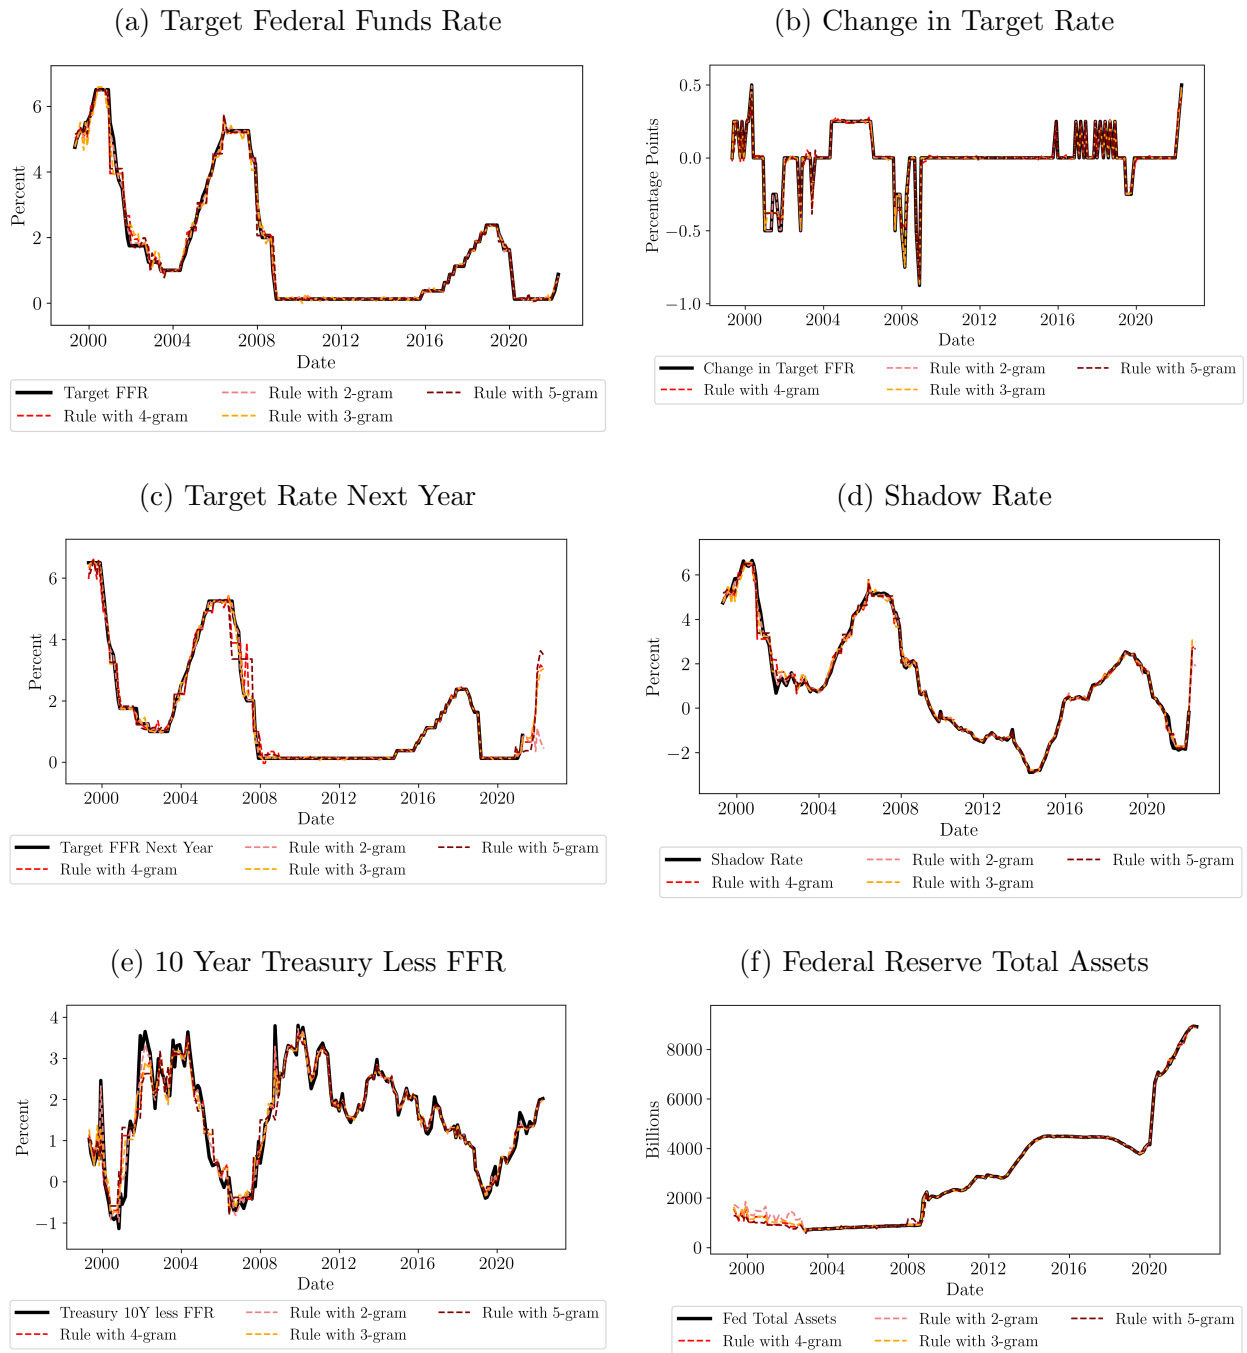 (a) Target Federal Funds Rate
6
4
2
0
Percent
2000 2004 2008 2012 2016 2020
Date
Target FFR
Rule with 2-gram
Rule with 5-gram
Rule with 4-gram
Rule with 3-gram
(b) Change in Target Rate
0.5
0.0
−0.5
−1.0
Percentage Points
2000 2004 2008 2012 2016 2020
Date
Change in Target FFR
Rule with 2-gram
Rule with 5-gram
Rule with 4-gram
Rule with 3-gram
(c) Target Rate Next Year
6
4
2
0
Percent
2000 2004 2008 2012 2016 2020
Date
Target FFR Next Year
Rule with 2-gram
Rule with 5-gram
Rule with 4-gram
Rule with 3-gram
(d) Shadow Rate
6
4
2
0
−2
Percent
2000 2004 2008 2012 2016 2020
Date
Shadow Rate
Rule with 2-gram
Rule with 5-gram
Rule with 4-gram
Rule with 3-gram
(e) 10 Year Treasury Less FFR
4
3
2
1
0
−1
Percent
2000 2004 2008 2012 2016 2020
Date
Treasury 10Y less FFR
Rule with 2-gram
Rule with 5-gram
Rule with 4-gram
Rule with 3-gram
(f) Federal Reserve Total Assets
8000
6000
4000
2000
0
Billions
2000 2004 2008 2012 2016 2020
Date
Fed Total Assets
Rule with 2-gram
Rule with 5-gram
Rule with 4-gram
Rule with 3-gram